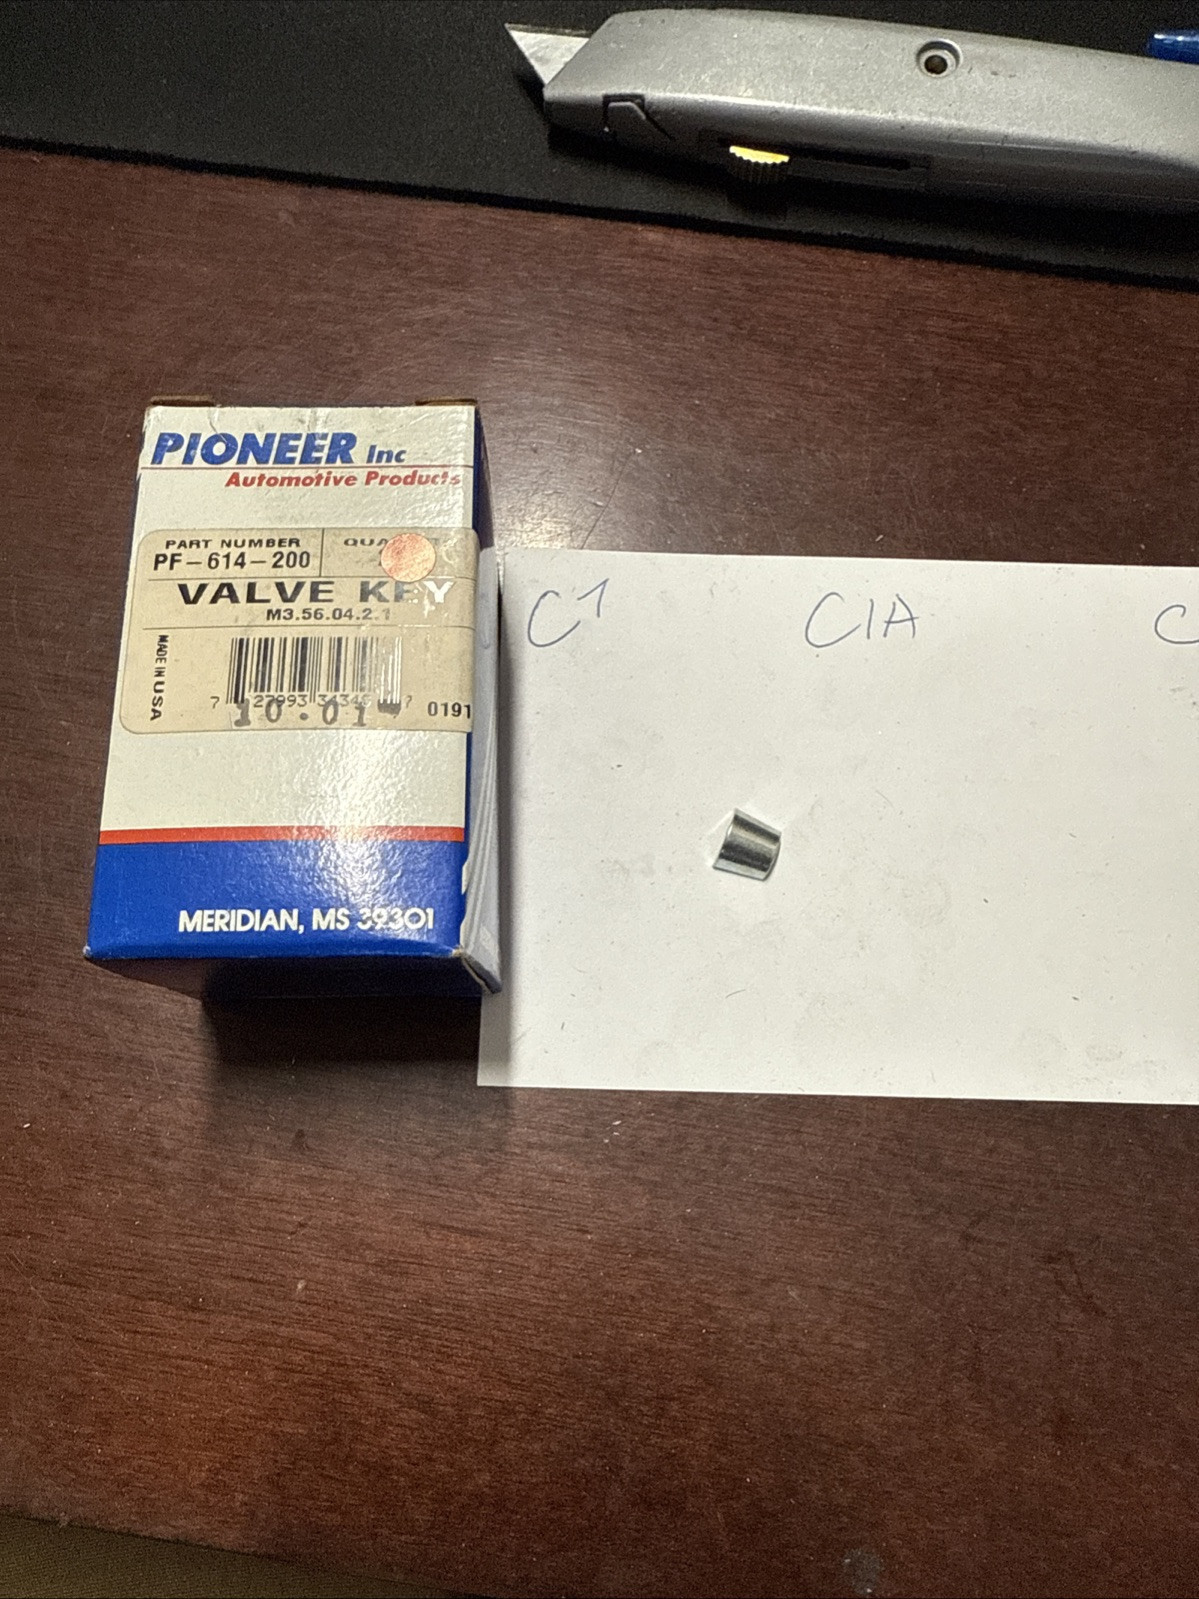 PIONEER Inc
Automotive Products
PART NUMBER
PF-614-200
VALVE KEY
M3.56.04.2.1
MADE IN USA
10.01
0191
MERIDIAN, MS 39301
C1
C1A
C